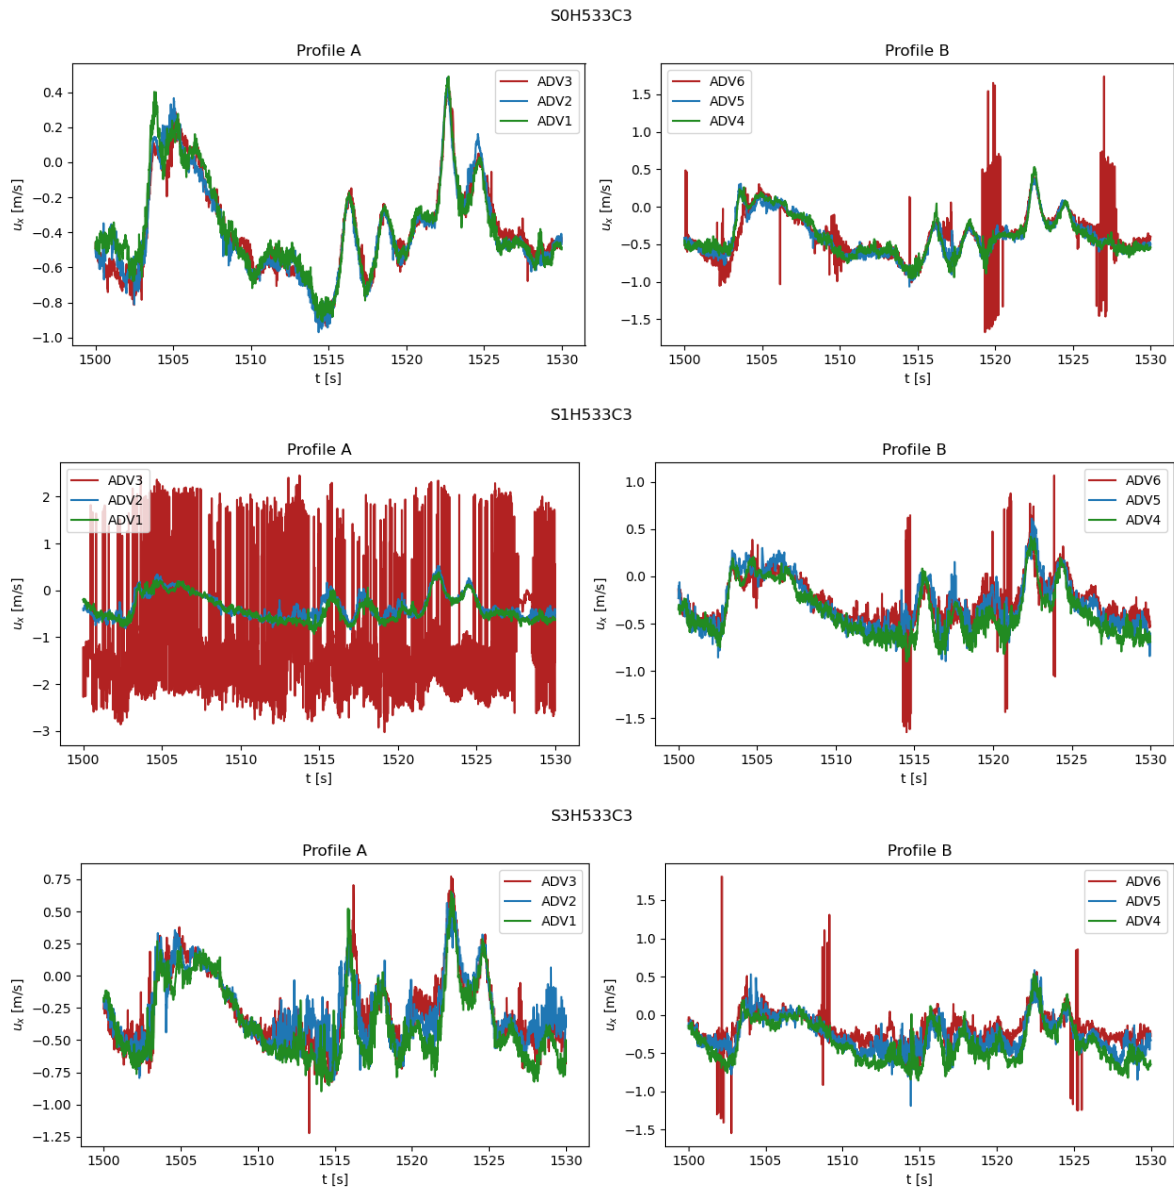 S0H533C3
Profile A
Profile B
u_x [m/s]
0.4
0.2
0.0
−0.2
−0.4
−0.6
−0.8
−1.0
ADV3
ADV2
ADV1
1500 1505 1510 1515 1520 1525 1530
t [s]
u_x [m/s]
1.5
1.0
0.5
0.0
−0.5
−1.0
−1.5
ADV6
ADV5
ADV4
1500 1505 1510 1515 1520 1525 1530
t [s]
S1H533C3
Profile A
Profile B
u_x [m/s]
2
1
0
−1
−2
−3
ADV3
ADV2
ADV1
1500 1505 1510 1515 1520 1525 1530
t [s]
u_x [m/s]
1.0
0.5
0.0
−0.5
−1.0
−1.5
ADV6
ADV5
ADV4
1500 1505 1510 1515 1520 1525 1530
t [s]
S3H533C3
Profile A
Profile B
u_x [m/s]
0.75
0.50
0.25
0.00
−0.25
−0.50
−0.75
−1.00
−1.25
ADV3
ADV2
ADV1
1500 1505 1510 1515 1520 1525 1530
t [s]
u_x [m/s]
1.5
1.0
0.5
0.0
−0.5
−1.0
−1.5
ADV6
ADV5
ADV4
1500 1505 1510 1515 1520 1525 1530
t [s]